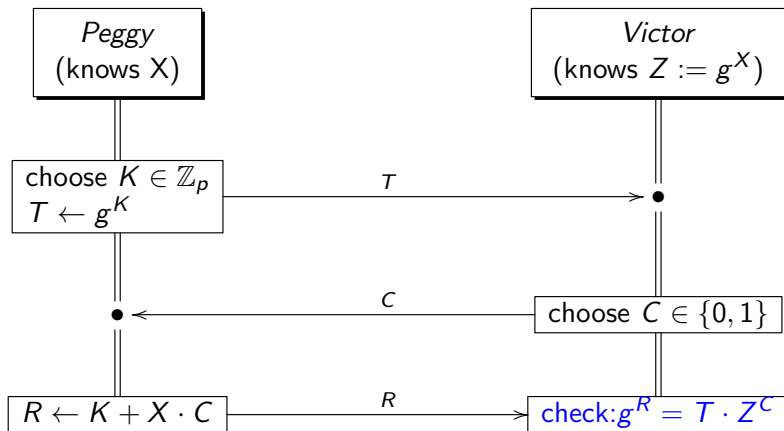 Peggy
(knows X)
Victor
(knows Z := g^X)
choose K ∈ ℤ_p
T ← g^K
T
C
choose C ∈ {0, 1}
R ← K + X · C
R
check:g^R = T · Z^C